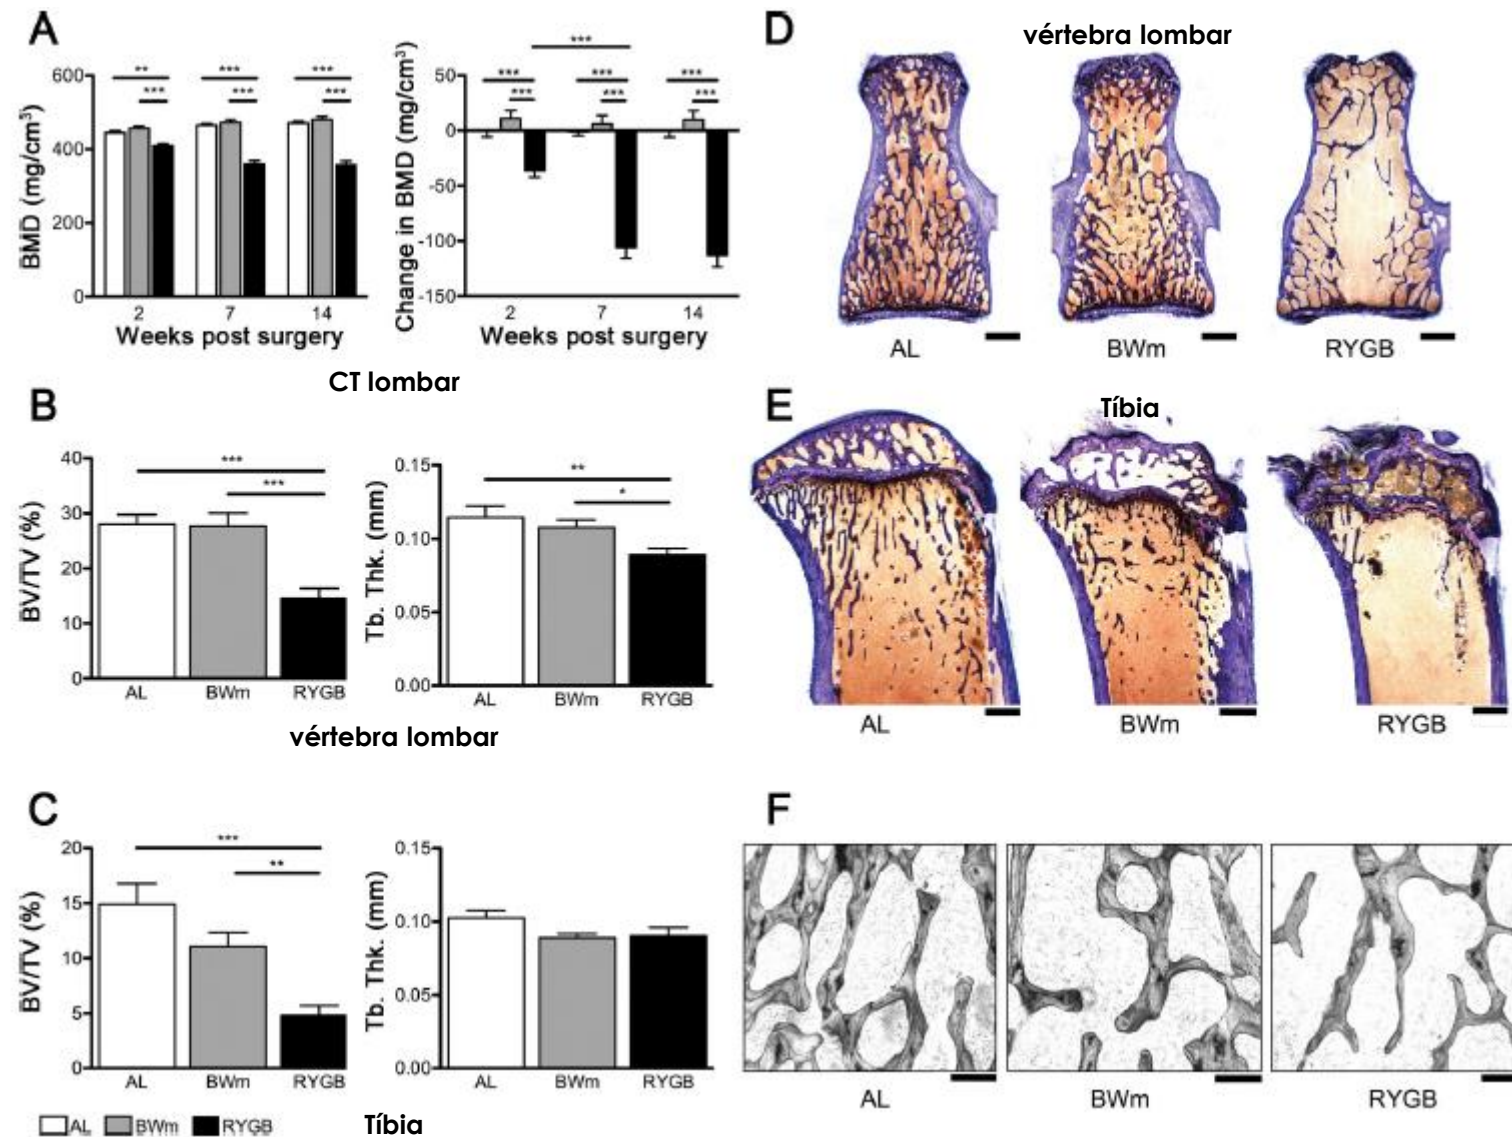 A
**
***
***
***
***
***
600
400
200
0
BMD (mg/cm³)
2
7
14
Weeks post surgery
***
***
***
***
***
***
***
50
0
-50
-100
-150
Change in BMD (mg/cm³)
2
7
14
Weeks post surgery
CT lombar
B
***
***
40
30
20
10
0
BV/TV (%)
AL
BWm
RYGB
**
*
0.15
0.10
0.05
0.00
Tb. Thk. (mm)
AL
BWm
RYGB
vértebra lombar
C
***
**
20
15
10
5
0
BV/TV (%)
AL
BWm
RYGB
0.15
0.10
0.05
0.00
Tb. Thk. (mm)
AL
BWm
RYGB
AL
BWm
RYGB
Tíbia
D
vértebra lombar
AL
BWm
RYGB
E
Tíbia
AL
BWm
RYGB
F
AL
BWm
RYGB